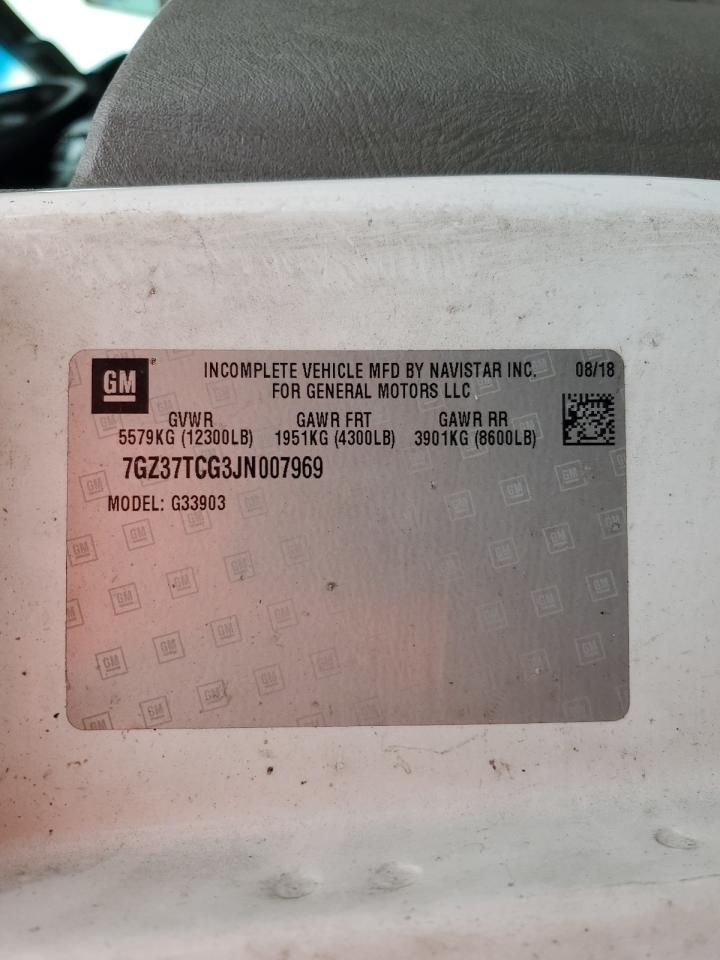 GM® INCOMPLETE VEHICLE MFD BY NAVISTAR INC. 08/18
FOR GENERAL MOTORS LLC
GVWR GAWR FRT GAWR RR
5579KG (12300LB) 1951KG (4300LB) 3901KG (8600LB)
7GZ37TCG3JN007969
MODEL: G33903